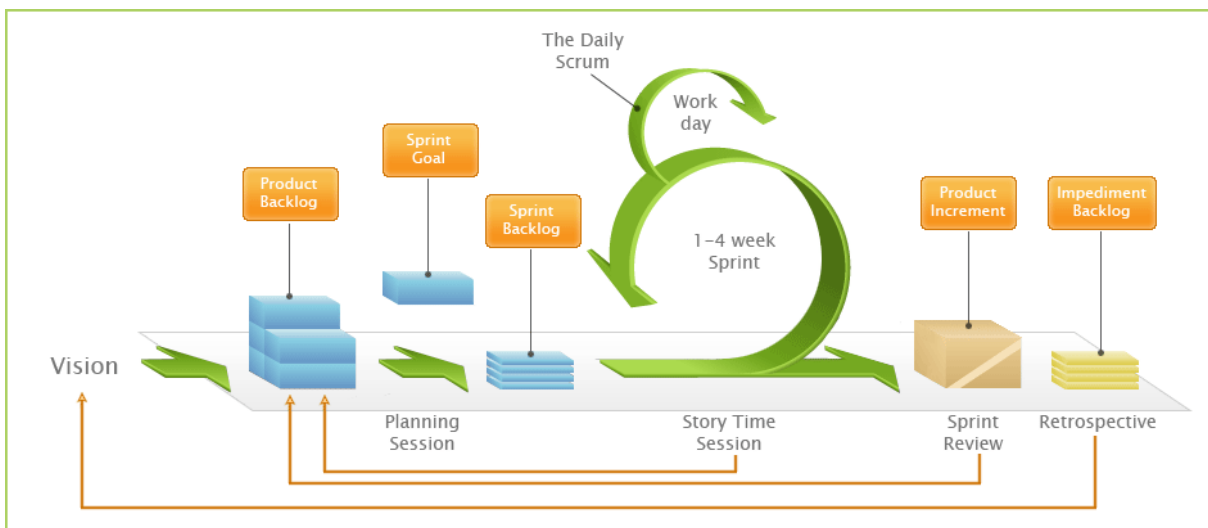 The Daily
Scrum
Work
day
Sprint
Goal
Product
Backlog
Sprint
Backlog
1-4 week
Sprint
Product
Increment
Impediment
Backlog
Vision
Planning
Session
Story Time
Session
Sprint
Review
Retrospective